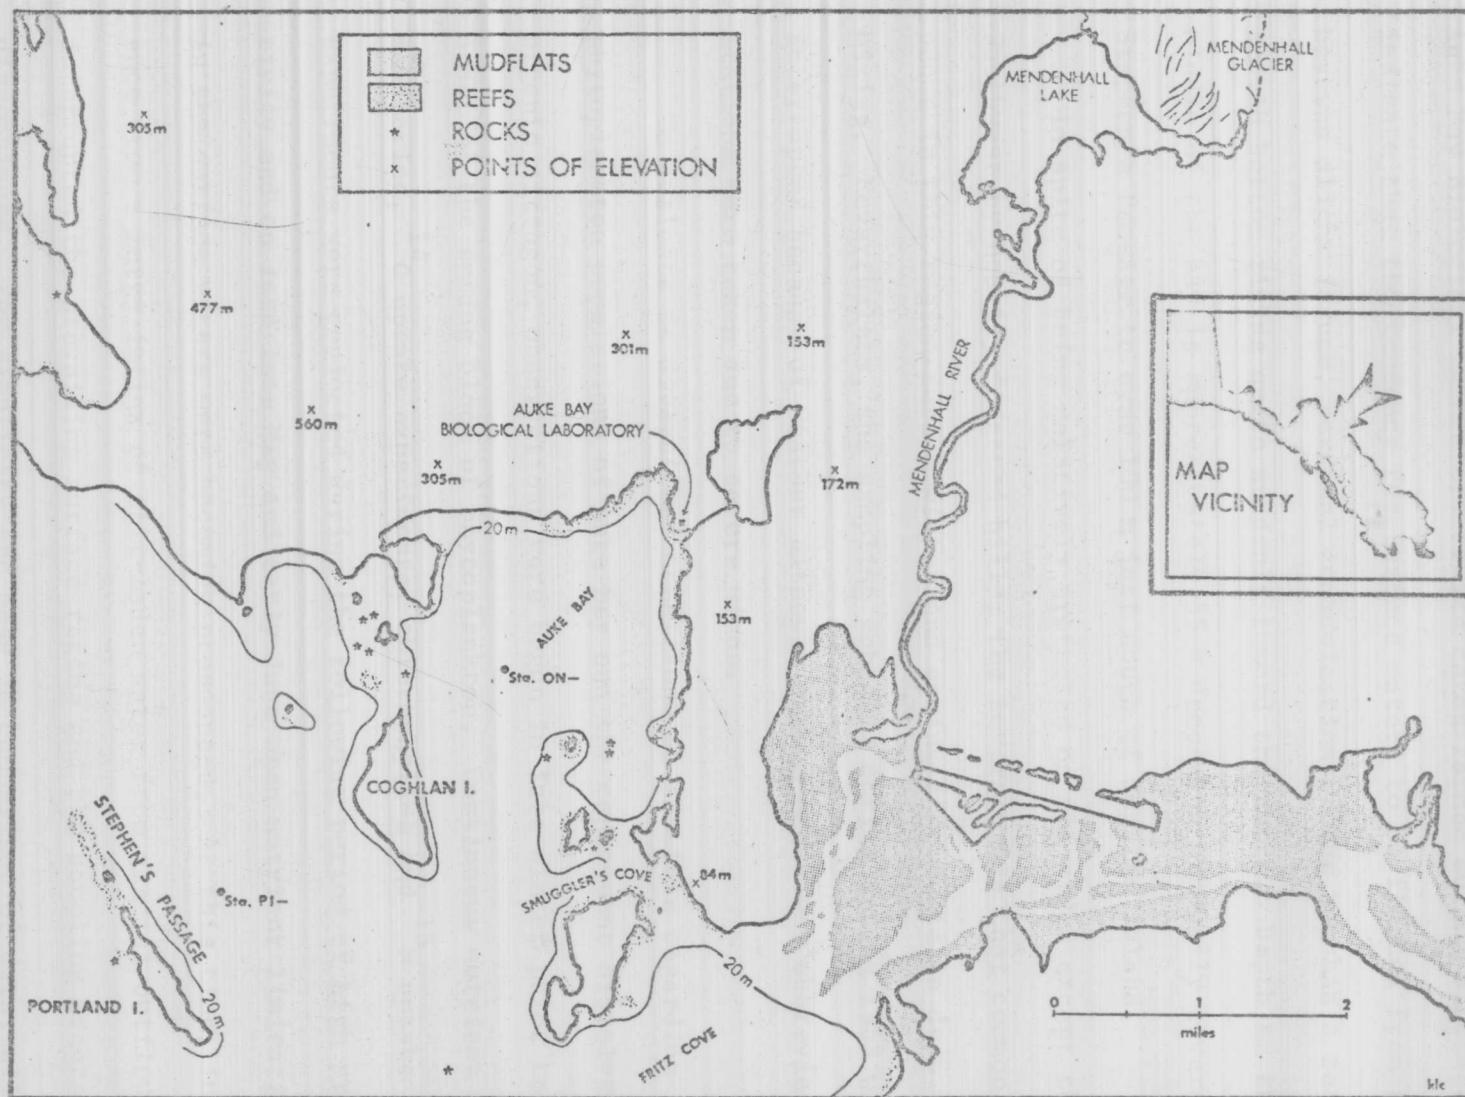 MUDFLATS
REEFS
* ROCKS
x POINTS OF ELEVATION
MENDENHALL
LAKE
MENDENHALL
GLACIER
x
305m
x
477m
x
560m
x
305m
x
301m
x
153m
x
172m
x
153m
AUKE BAY
BIOLOGICAL LABORATORY
MENDENHALL RIVER
MAP
VICINITY
20m
AUKE BAY
Sta. ON—
COGHLAN I.
STEPHEN'S
PASSAGE
Sta. PI—
20m
PORTLAND I.
SMUGGLER'S COVE
x 84m
20m
FRITZ COVE
0 1 2
miles
klc